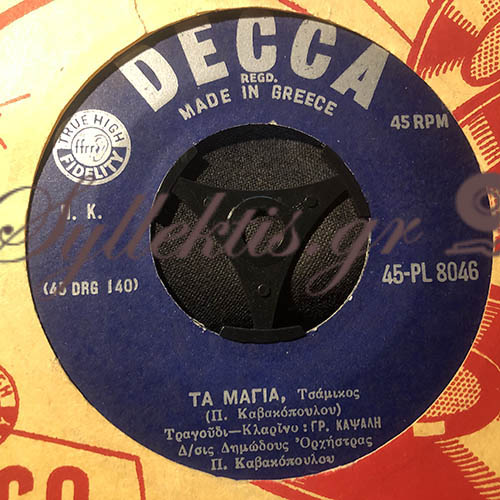 DECCA
REGD.
MADE IN GREECE
45 RPM
TRUE HIGH
ffrr
FIDELITY
Syllektis.gr
. K.
(45 DRG 140)
45-PL 8046
ΤΑ ΜΑΓΙΑ, Τσάμικος
(Π. Καβακόπουλου)
Τραγούδι—Κλαρίνο : ΓΡ. ΚΑΨΑΛΗ
Δ/σις Δημώδους Ὀρχήστρας
Π. Καβακόπουλου
CO